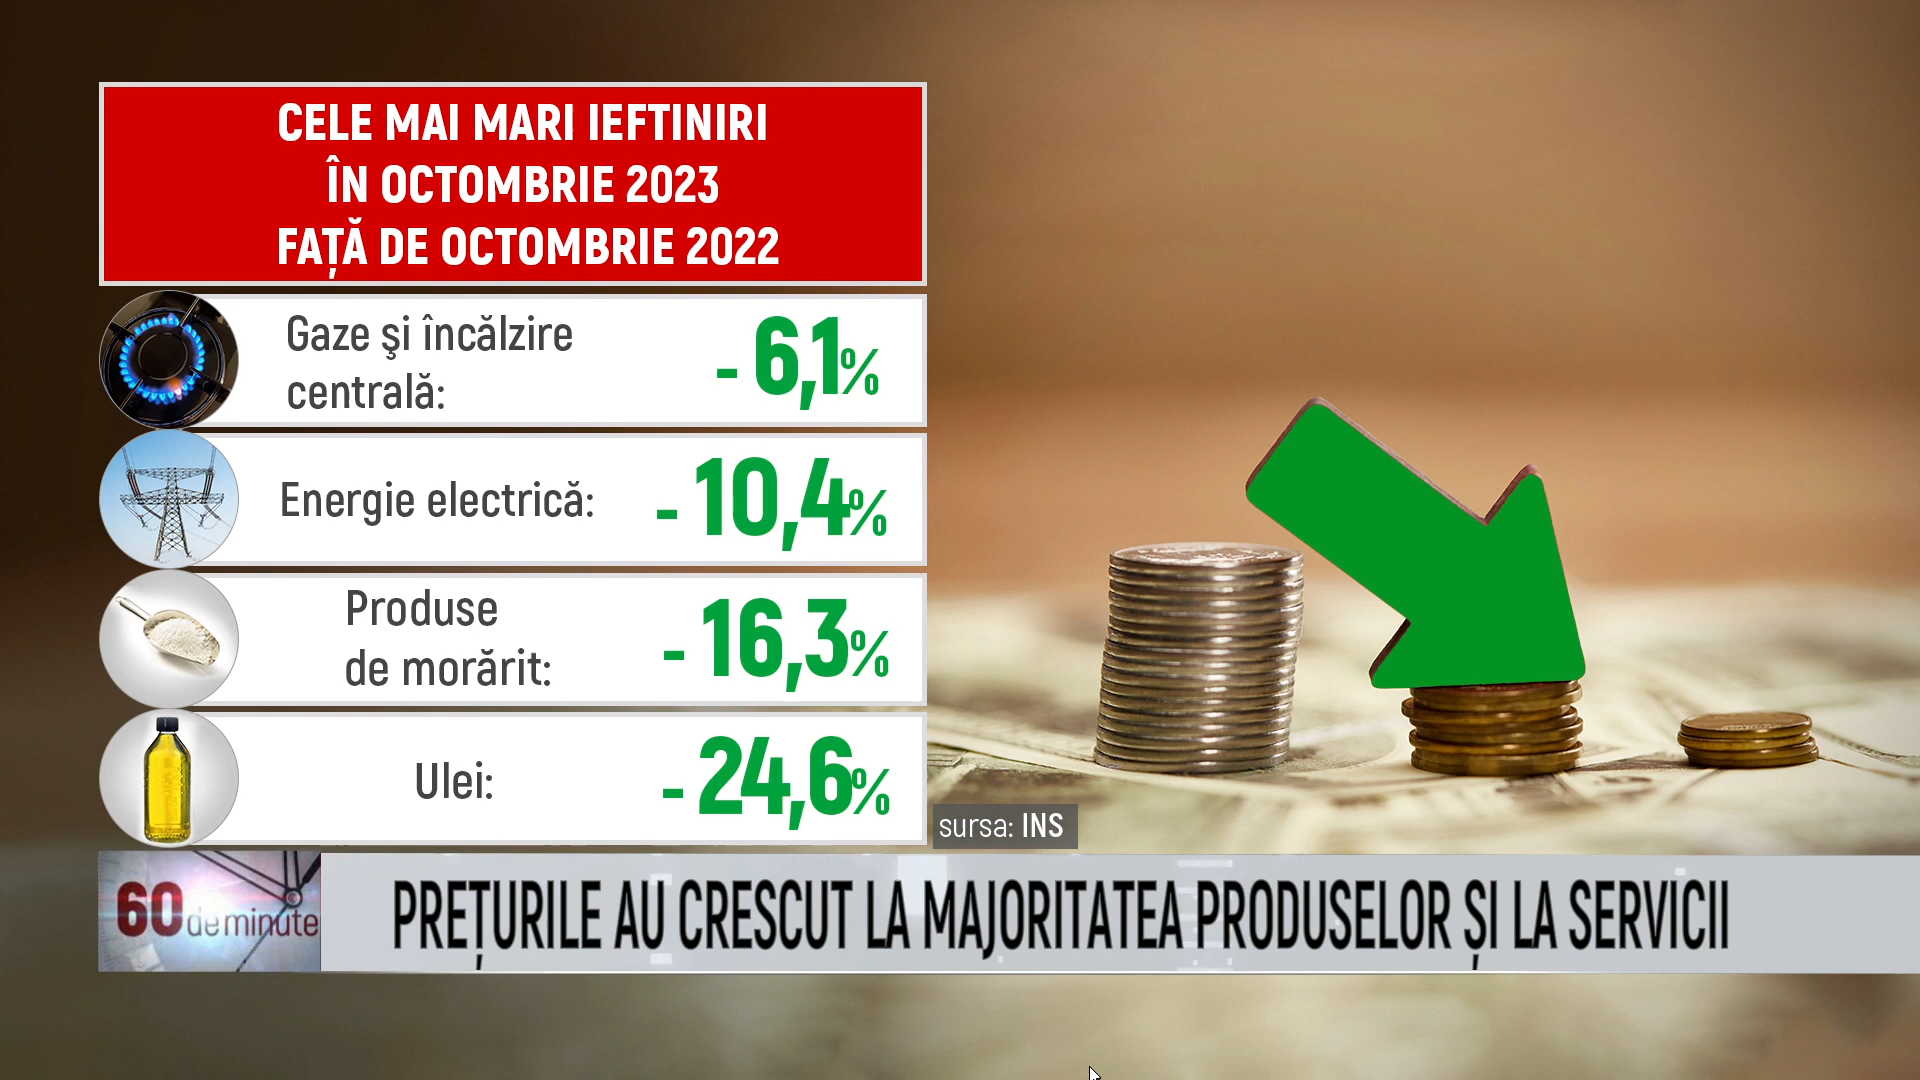 CELE MAI MARI IEFTINIRI
ÎN OCTOMBRIE 2023
FAȚĂ DE OCTOMBRIE 2022
Gaze şi încălzire
centrală:
- 6,1%
Energie electrică: - 10,4%
Produse
de morărit:
- 16,3%
Ulei: - 24,6%
sursa: INS
60 de minute
PREȚURILE AU CRESCUT LA MAJORITATEA PRODUSELOR ȘI LA SERVICII